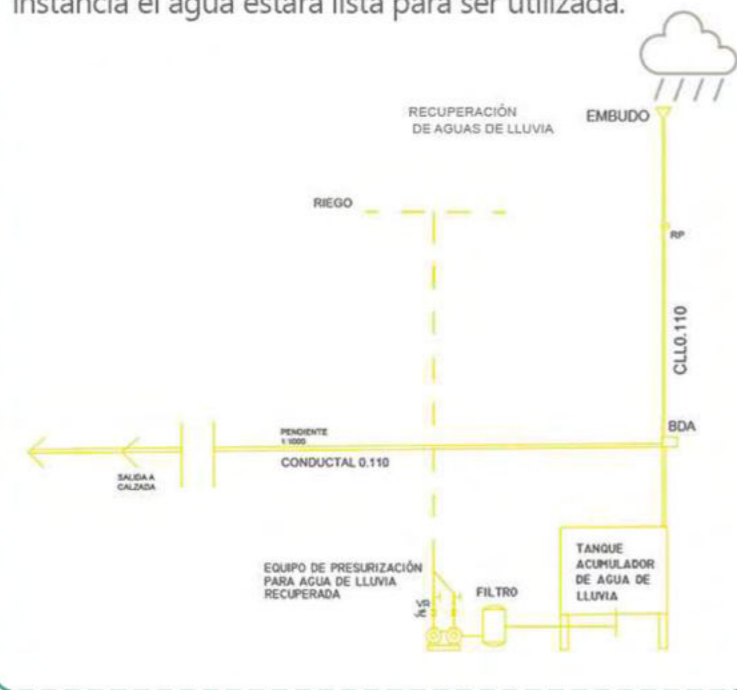 instancia el agua estará lista para ser utilizada.
RECUPERACIÓN
DE AGUAS DE LLUVIA
EMBUDO
RIEGO
RP
CLL0.110
BDA
PENDIENTE
1:1000
CONDUCTAL 0.110
SALIDA A
CALZADA
EQUIPO DE PRESURIZACIÓN
PARA AGUA DE LLUVIA
RECUPERADA
FILTRO
TANQUE
ACUMULADOR
DE AGUA DE
LLUVIA